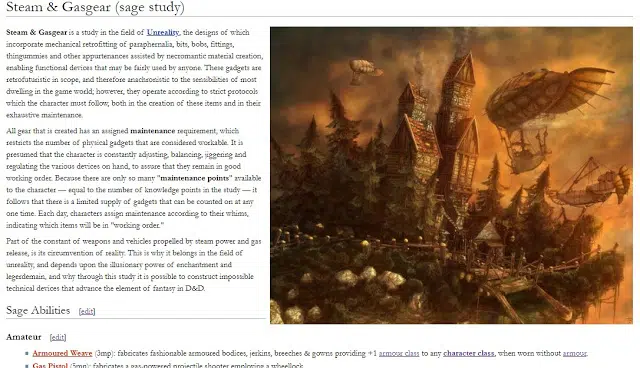 Steam & Gasgear (sage study)
Steam & Gasgear is a study in the field of Unreality, the designs of which
incorporate mechanical retrofitting of paraphernalia, bits, bobs, fittings,
thingummies and other appurtenances assisted by necromantic material creation,
enabling functional devices that may be fairly used by anyone. These gadgets are
retrofuturistic in scope, and therefore anachronistic to the sensibilities of most
dwelling in the game world; however, they operate according to strict protocols
which the character must follow, both in the creation of these items and in their
exhaustive maintenance.
All gear that is created has an assigned maintenance requirement, which
restricts the number of physical gadgets that are considered workable. It is
presumed that the character is constantly adjusting, balancing, jiggering and
regulating the various devices on hand, to assure that they remain in good
working order. Because there are only so many "maintenance points" available
to the character — equal to the number of knowledge points in the study — it
follows that there is a limited supply of gadgets that can be counted on at any
one time. Each day, characters assign maintenance according to their whims,
indicating which items will be in "working order."
Part of the constant of weapons and vehicles propelled by steam power and gas
release, is its circumvention of reality. This is why it belongs in the field of
unreality, and depends upon the illusionary power of enchantment and
legerdemain, and why through this study it is possible to construct impossible
technical devices that advance the element of fantasy in D&D.
Sage Abilities [edit]
Amateur [edit]
Armoured Weave (3mp): fabricates fashionable armoured bodices, jerkins, breeches & gowns providing +1 armour class to any character class, when worn without armour.
Gas Pistol (5mp): fabricates a gas-powered projectile shooter employing a wheellock